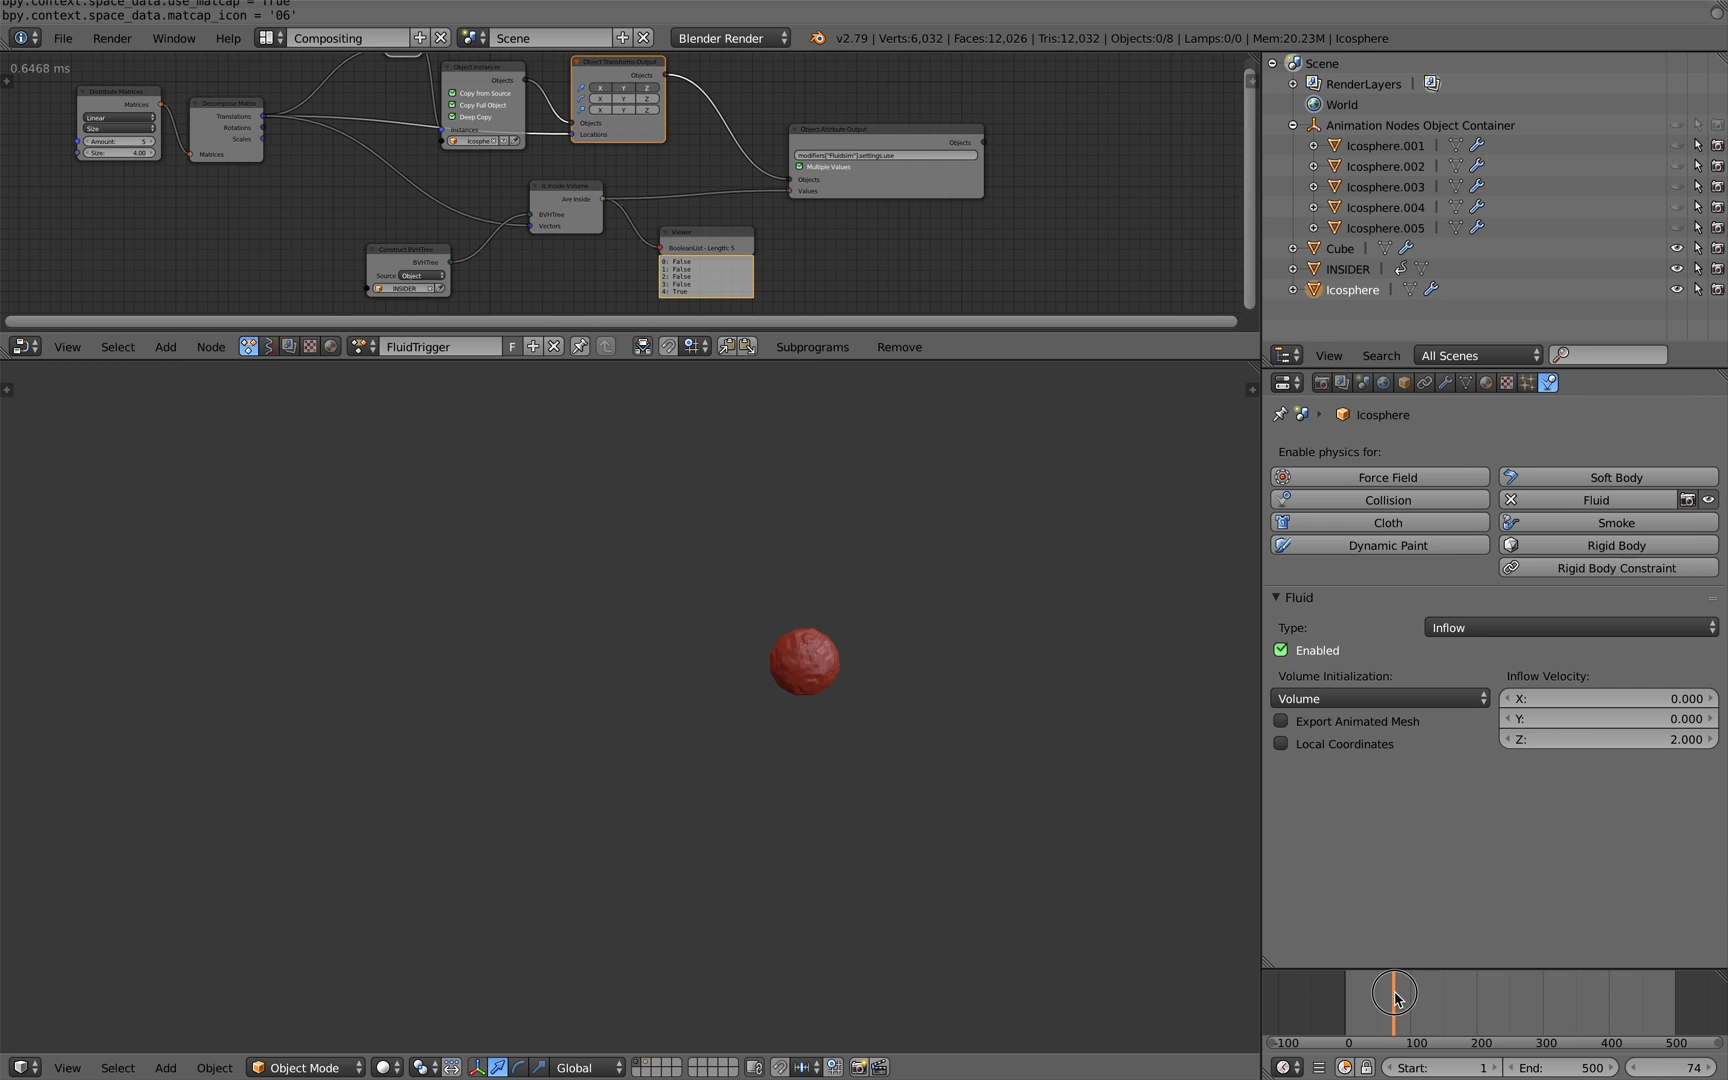 bpy.context.space_data.use_matcap = True
bpy.context.space_data.matcap_icon = '06'
File Render Window Help Compositing Scene Blender Render v2.79 | Verts:6,032 | Faces:12,026 | Tris:12,032 | Objects:0/8 | Lamps:0/0 | Mem:20.23M | Icosphere
0.6468 ms
Distribute Matrices
Matrices
Linear
Size
Amount: 5
Size: 4.00
Decompose Matrix
Translations
Rotations
Scales
Matrices
Object Instancer
Objects
Copy from Source
Copy Full Object
Deep Copy
Instances
Icosphe
Object Transforms Output
Objects
X Y Z
X Y Z
X Y Z
Objects
Locations
Object Attribute Output
Objects
modifiers["Fluidsim"].settings.use
Multiple Values
Objects
Values
Is Inside Volume
Are Inside
BVHTree
Vectors
Construct BVHTree
BVHTree
Source Object
INSIDER
Viewer
BooleanList - Length: 5
0: False
1: False
2: False
3: False
4: True
View Select Add Node FluidTrigger F Subprograms Remove
Scene
RenderLayers
World
Animation Nodes Object Container
Icosphere.001
Icosphere.002
Icosphere.003
Icosphere.004
Icosphere.005
Cube
INSIDER
Icosphere
View Search All Scenes
Icosphere
Enable physics for:
Force Field Soft Body
Collision Fluid
Cloth Smoke
Dynamic Paint Rigid Body
Rigid Body Constraint
Fluid
Type: Inflow
Enabled
Volume Initialization: Inflow Velocity:
Volume X: 0.000
Export Animated Mesh Y: 0.000
Local Coordinates Z: 2.000
-100 0 100 200 300 400 500
View Select Add Object Object Mode Global
Start: 1 End: 500 74